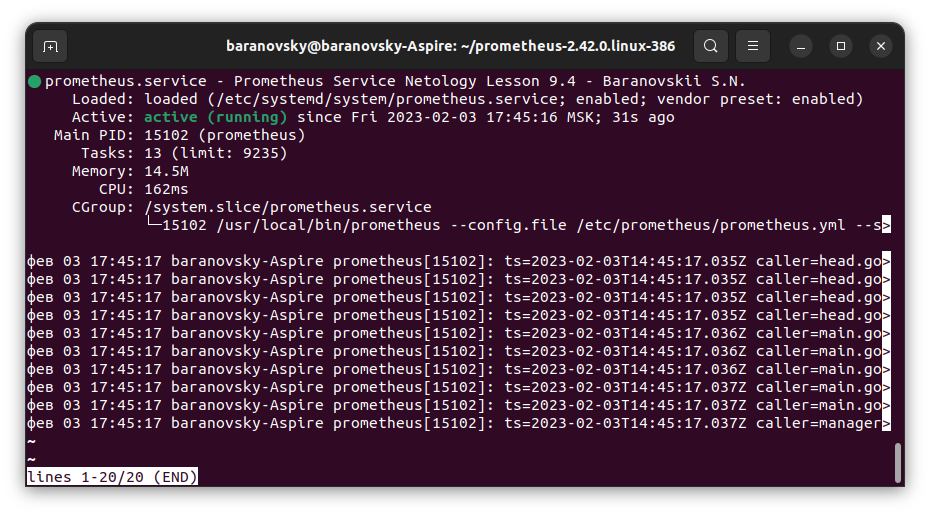 baranovsky@baranovsky-Aspire: ~/prometheus-2.42.0.linux-386
prometheus.service - Prometheus Service Netology Lesson 9.4 - Baranovskii S.N.
Loaded: loaded (/etc/systemd/system/prometheus.service; enabled; vendor preset: enabled)
Active: active (running) since Fri 2023-02-03 17:45:16 MSK; 31s ago
Main PID: 15102 (prometheus)
Tasks: 13 (limit: 9235)
Memory: 14.5M
CPU: 162ms
CGroup: /system.slice/prometheus.service
└─15102 /usr/local/bin/prometheus --config.file /etc/prometheus/prometheus.yml --s>
фев 03 17:45:17 baranovsky-Aspire prometheus[15102]: ts=2023-02-03T14:45:17.035Z caller=head.go>
фев 03 17:45:17 baranovsky-Aspire prometheus[15102]: ts=2023-02-03T14:45:17.035Z caller=head.go>
фев 03 17:45:17 baranovsky-Aspire prometheus[15102]: ts=2023-02-03T14:45:17.035Z caller=head.go>
фев 03 17:45:17 baranovsky-Aspire prometheus[15102]: ts=2023-02-03T14:45:17.035Z caller=head.go>
фев 03 17:45:17 baranovsky-Aspire prometheus[15102]: ts=2023-02-03T14:45:17.036Z caller=main.go>
фев 03 17:45:17 baranovsky-Aspire prometheus[15102]: ts=2023-02-03T14:45:17.036Z caller=main.go>
фев 03 17:45:17 baranovsky-Aspire prometheus[15102]: ts=2023-02-03T14:45:17.036Z caller=main.go>
фев 03 17:45:17 baranovsky-Aspire prometheus[15102]: ts=2023-02-03T14:45:17.037Z caller=main.go>
фев 03 17:45:17 baranovsky-Aspire prometheus[15102]: ts=2023-02-03T14:45:17.037Z caller=main.go>
фев 03 17:45:17 baranovsky-Aspire prometheus[15102]: ts=2023-02-03T14:45:17.037Z caller=manager>
~
~
lines 1-20/20 (END)